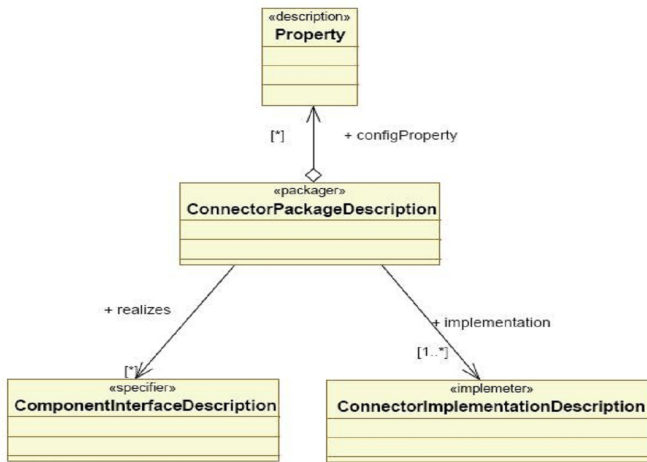 «description»
Property
[*]
+ configProperty
«packager»
ConnectorPackageDescription
+ realizes
+ implementation
[*]
[1..*]
«specifier»
ComponentInterfaceDescription
«implemeter»
ConnectorImplementationDescription